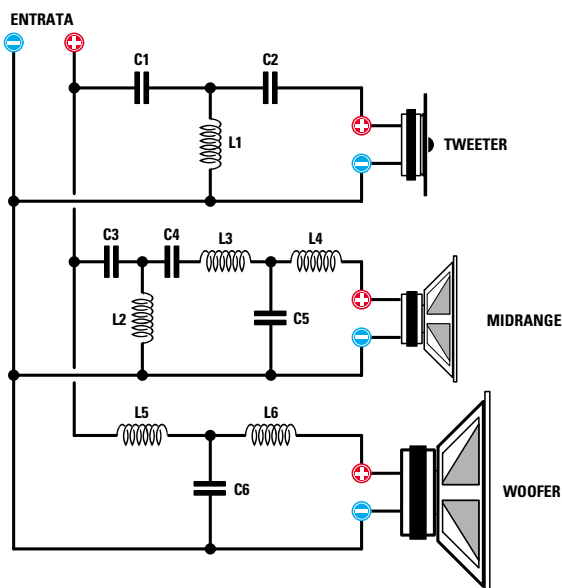 ENTRATA
C1
C2
L1
TWEETER
C3
C4
L3
L4
L2
C5
MIDRANGE
L5
L6
C6
WOOFER